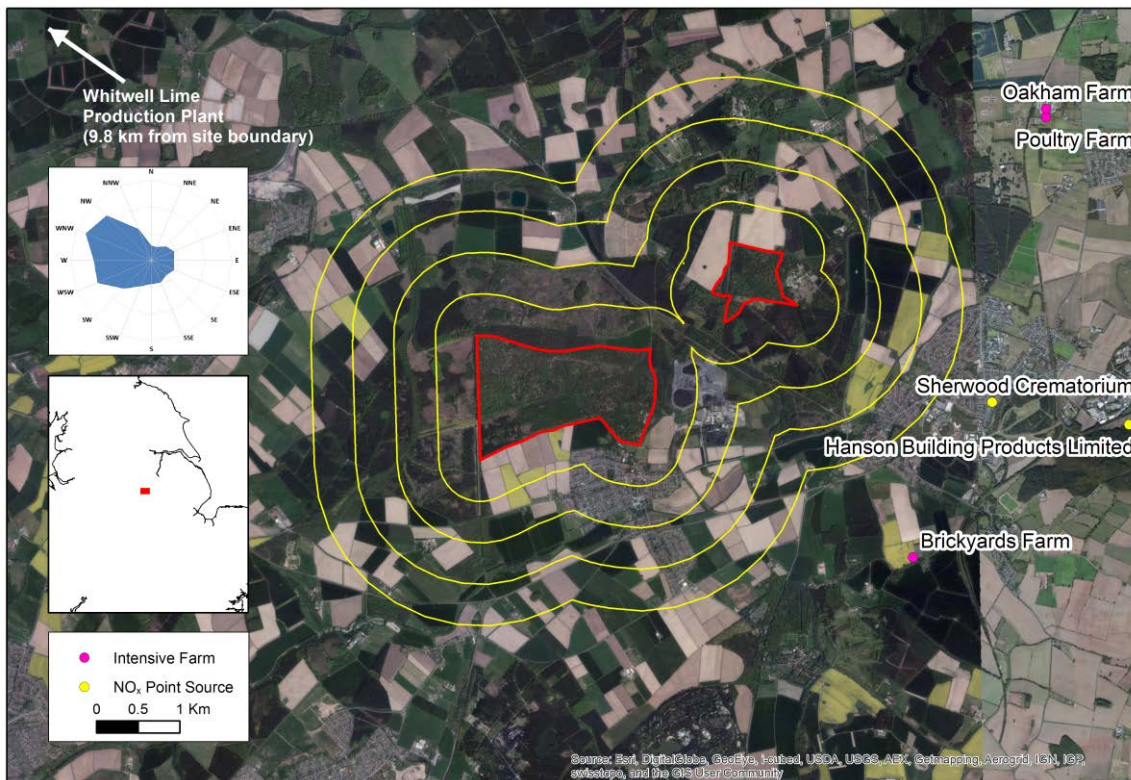 Whitwell Lime
Production Plant
(9.8 km from site boundary)
Oakham Farm
Poultry Farm
N
NNW
NNE
NW
NE
WNW
ENE
W
E
WSW
ESE
SW
SE
SSW
SSE
S
Sherwood Crematorium
Hanson Building Products Limited
Brickyards Farm
Intensive Farm
NOₓ Point Source
0 0.5 1 Km
Source: Esri, DigitalGlobe, GeoEye, i-cubed, USDA, USGS, AEX, Getmapping, Aerogrid, IGN, IGP,
swisstopo, and the GIS User Community